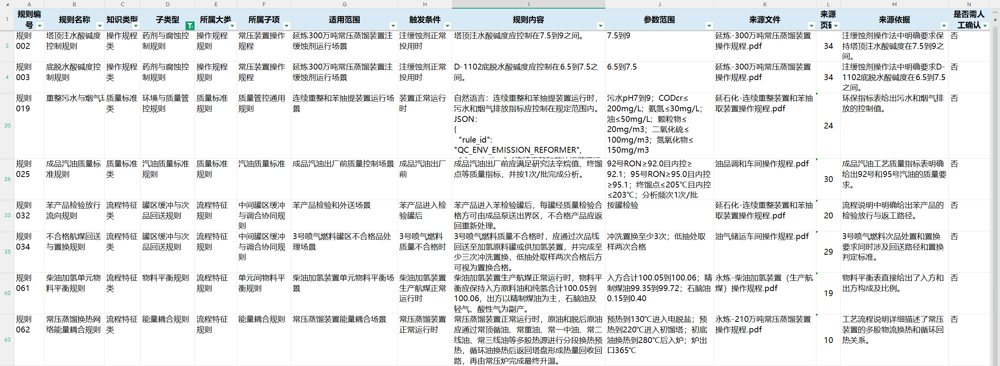 A B C D E F G H I J K L M N
1 规则编号 规则名称 知识类型 子类型 所属大类 所属子项 适用范围 触发条件 规则内容 参数范围 来源文件 来源页 来源依据 是否需人工确认
3 规则002 塔顶注水酸碱度控制规则 操作规程类 药剂与腐蚀控制规则 操作规程规则 常压装置操作规程 延炼300万吨常压蒸馏装置注缓蚀剂运行场景 注缓蚀剂正常投用时 塔顶注水酸碱度应控制在7.5到9之间。 7.5到9 延炼-300万吨常压蒸馏装置操作规程.pdf 34 注缓蚀剂操作法中明确要求保持塔顶注水酸碱度在7.5到9之间。 否
4 规则003 底脱水酸碱度控制规则 操作规程类 药剂与腐蚀控制规则 操作规程规则 常压装置操作规程 延炼300万吨常压蒸馏装置注缓蚀剂运行场景 注缓蚀剂正常投用时 D-1102底脱水酸碱度应控制在6.5到7.5之间。 6.5到7.5 延炼-300万吨常压蒸馏装置操作规程.pdf 34 注缓蚀剂操作法中明确要求D-1102底脱水酸碱度在6.5到7.5之间。 否
20 规则019 重整污水与烟气 质量标准类 环境与质量管控规则 质量标准规则 质量管控通用规则 连续重整和苯抽提装置运行场景 装置正常运行时 自然语言：连续重整和苯抽提装置运行时，污水和烟气排放指标应控制在规定范围内。
JSON：
{
"rule_id":
"QC_ENV_EMISSION_REFORMER",
污水pH7到9；CODcr≤200mg/L；氨氮≤30mg/L；油≤50mg/L；颗粒物≤20mg/m3；二氧化硫≤100mg/m3；氮氧化物≤150mg/m3 延石化-连续重整装置和苯抽取装置操作规程.pdf 24 环保指标表给出污水和烟气排放的控制值。 否
26 规则025 成品汽油质量标准规则 质量标准类 汽油质量标准规则 质量标准规则 汽油质量标准 成品汽油出厂前质量控制场景 成品汽油出厂前 成品汽油出厂前应满足研究法辛烷值、终馏点等质量指标，并按1次/批完成分析。 92号RON≥92.0且内控≥92.1；95号RON≥95.0且内控≥95.1；终馏点≤205℃且内控≤203℃；分析频次1次/批 油品调和车间操作规程.pdf 30 成品汽油工艺质量指标表明确给出92号和95号汽油的质量要求。 否
33 规则032 苯产品检验放行流向规则 流程特征类 罐区缓冲与次品回送规则 流程特征规则 中间罐区缓冲与调合协同规则 苯产品检验和外送场景 苯产品进入检验罐后 苯产品进入苯检验罐后，每罐经质量检验合格方可由成品泵送出界区，不合格产品应返回重新处理。 按罐检验 延石化-连续重整装置和苯抽取装置操作规程.pdf 20 流程说明中明确给出苯产品的检验放行与返工路径。 否
35 规则034 不合格航煤回送与置换规则 流程特征类 罐区缓冲与次品回送规则 流程特征规则 中间罐区缓冲与调合协同规则 3号喷气燃料罐区不合格品处理场景 3号喷气燃料质量不合格时 3号喷气燃料质量不合格时，应通过次品线回送至加氢原料罐或供加氢装置，并完成至少三次冲洗置换，低抽处取样两次合格后方可视为置换合格。 冲洗置换至少3次；低抽处取样两次合格 油气储运车间操作规程.pdf 29 3号喷气燃料次品处置和置换要求同时涉及回送路径和置换判定标准。 否
62 规则061 柴油加氢单元物料平衡规则 流程特征类 物料平衡规则 流程特征规则 单元间物料平衡规则 柴油加氢装置单元物料平衡场景 柴油加氢装置生产航煤正常运行时 柴油加氢装置生产航煤正常运行时，物料平衡应保持入方原料油和纯氢合计100.05到100.06，出方以精制煤油为主，石脑油及轻气、酸性气为副产。 入方合计100.05到100.06；精制煤油99.35到99.72；石脑油0.15到0.40 永炼-柴油加氢装置（生产航煤）操作规程.pdf 19 物料平衡表直接给出了入方和出方构成及比例。 否
63 规则062 常压蒸馏换热网络能量耦合规则 流程特征类 能量耦合规则 流程特征规则 能量耦合规则 常压蒸馏装置能量耦合场景 常压蒸馏装置正常运行时 常压蒸馏装置正常运行时，原油和脱后原油应通过常顶循油、常重油、常一中油、常二线油、常三线油等多股热源进行分段换热预热，循环油换热后返回塔盘形成热量回收回路，再由常压炉完成最终升温。 预热到130℃进入电脱盐；预热到220℃进入初馏塔；初底油换热到280℃后入炉；炉出口365℃ 永炼-210万吨常压蒸馏装置操作规程.pdf 10 工艺流程说明详细描述了常压装置的多股物流换热和循环回热关系。 否